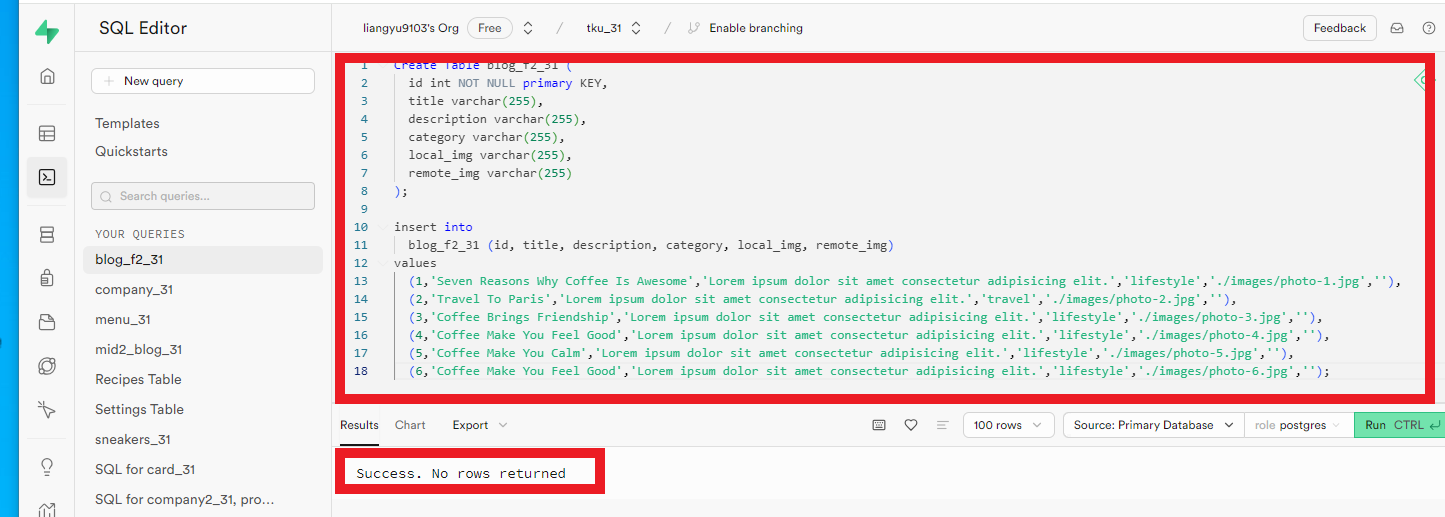 SQL Editor
liangyu9103's Org Free / tku_31 / Enable branching Feedback
New query
Templates
Quickstarts
Search queries...
YOUR QUERIES
blog_f2_31
company_31
menu_31
mid2_blog_31
Recipes Table
Settings Table
sneakers_31
SQL for card_31
SQL for company2_31, pro...
1 Create Table blog_f2_31 (
2 id int NOT NULL primary KEY,
3 title varchar(255),
4 description varchar(255),
5 category varchar(255),
6 local_img varchar(255),
7 remote_img varchar(255)
8 );
9
10 insert into
11 blog_f2_31 (id, title, description, category, local_img, remote_img)
12 values
13 (1,'Seven Reasons Why Coffee Is Awesome','Lorem ipsum dolor sit amet consectetur adipisicing elit.','lifestyle','./images/photo-1.jpg',''),
14 (2,'Travel To Paris','Lorem ipsum dolor sit amet consectetur adipisicing elit.','travel','./images/photo-2.jpg',''),
15 (3,'Coffee Brings Friendship','Lorem ipsum dolor sit amet consectetur adipisicing elit.','lifestyle','./images/photo-3.jpg',''),
16 (4,'Coffee Make You Feel Good','Lorem ipsum dolor sit amet consectetur adipisicing elit.','lifestyle','./images/photo-4.jpg',''),
17 (5,'Coffee Make You Calm','Lorem ipsum dolor sit amet consectetur adipisicing elit.','lifestyle','./images/photo-5.jpg',''),
18 (6,'Coffee Make You Feel Good','Lorem ipsum dolor sit amet consectetur adipisicing elit.','lifestyle','./images/photo-6.jpg','');
Results Chart Export 100 rows Source: Primary Database role postgres Run CTRL
Success. No rows returned